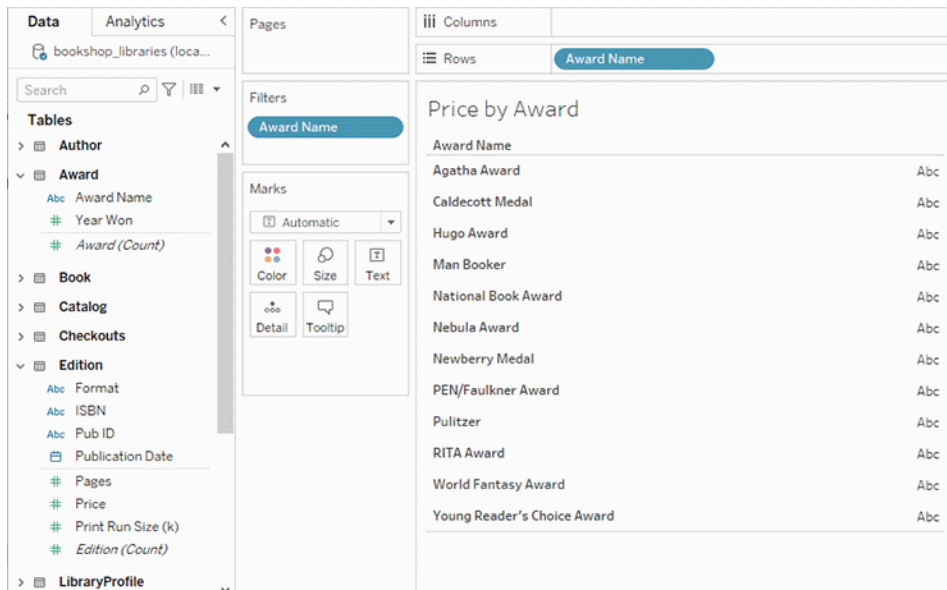 Data
Analytics
bookshop_libraries (loca...
Search
Tables
Author
Award
Abc Award Name
# Year Won
# Award (Count)
Book
Catalog
Checkouts
Edition
Abc Format
Abc ISBN
Abc Pub ID
Publication Date
# Pages
# Price
# Print Run Size (k)
# Edition (Count)
LibraryProfile
Pages
Filters
Award Name
Marks
T Automatic
Color Size Text
Detail Tooltip
Columns
Rows Award Name
Price by Award
Award Name
Agatha Award Abc
Caldecott Medal Abc
Hugo Award Abc
Man Booker Abc
National Book Award Abc
Nebula Award Abc
Newberry Medal Abc
PEN/Faulkner Award Abc
Pulitzer Abc
RITA Award Abc
World Fantasy Award Abc
Young Reader's Choice Award Abc